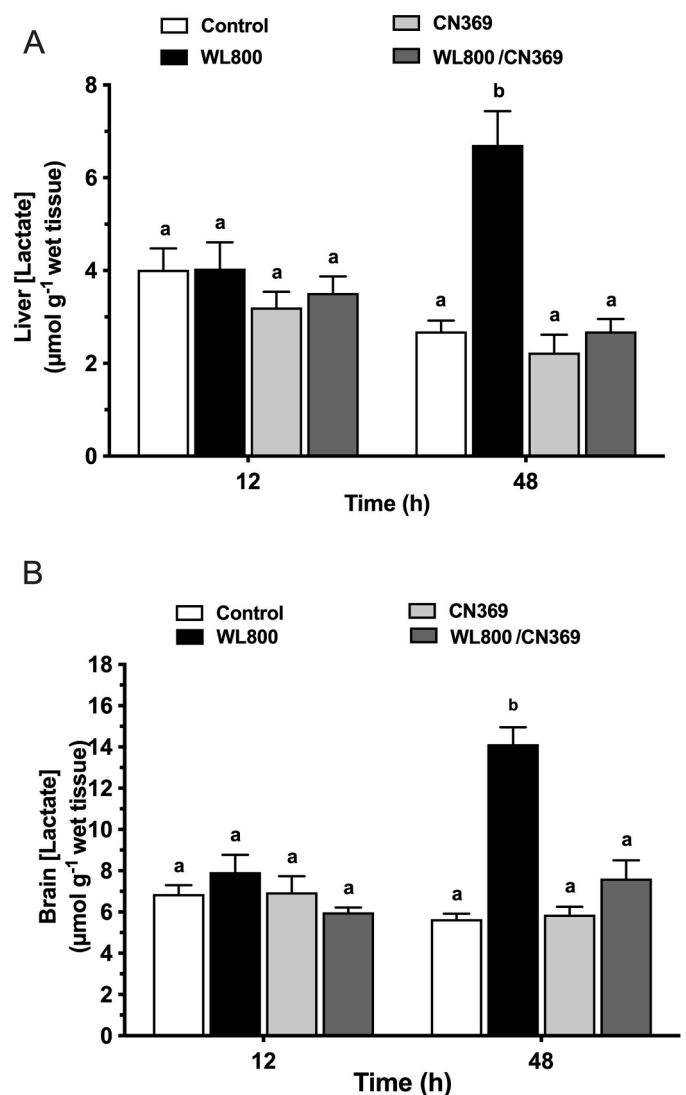 A
Control
CN369
WL800
WL800/CN369
Liver [Lactate]
(µmol g⁻¹ wet tissue)
8
6
4
2
0
a
a
a
a
a
b
a
a
12
48
Time (h)
B
Control
CN369
WL800
WL800/CN369
Brain [Lactate]
(µmol g⁻¹ wet tissue)
18
16
14
12
10
8
6
4
2
0
a
a
a
a
a
b
a
a
12
48
Time (h)